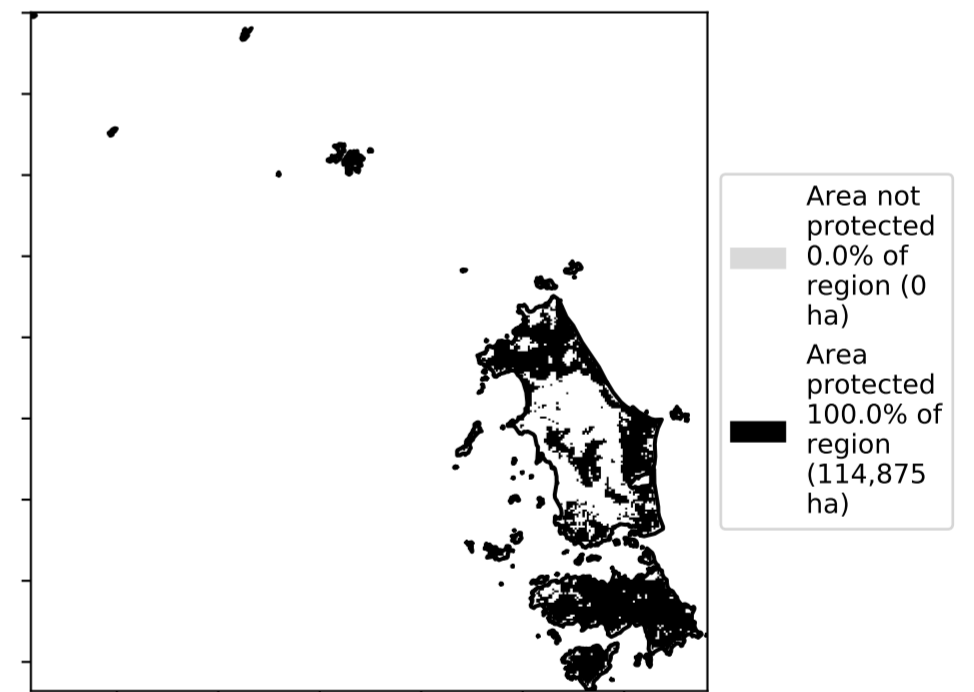 Area not
protected
0.0% of
region (0
ha)
Area
protected
100.0% of
region
(114,875
ha)